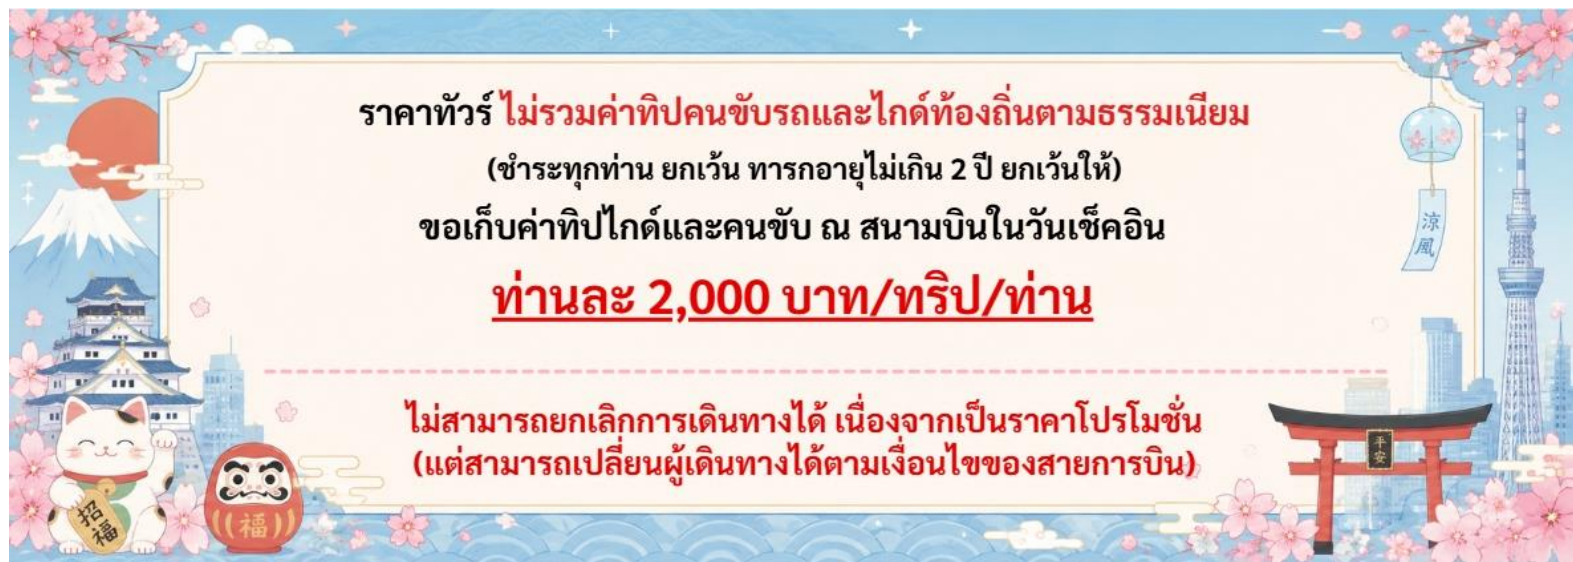 ราคาทัวร์ ไม่รวมค่าทิปคนขับรถและไกด์ท้องถิ่นตามธรรมเนียม
(ชำระทุกท่าน ยกเว้น ทารกอายุไม่เกิน 2 ปี ยกเว้นให้)
ขอเก็บค่าทิปไกด์และคนขับ ณ สนามบินในวันเช็คอิน
ท่านละ 2,000 บาท/ทริป/ท่าน
ไม่สามารถยกเลิกการเดินทางได้ เนื่องจากเป็นราคาโปรโมชั่น
(แต่สามารถเปลี่ยนผู้เดินทางได้ตามเงื่อนไขของสายการบิน)
涼風
平安
招福
福